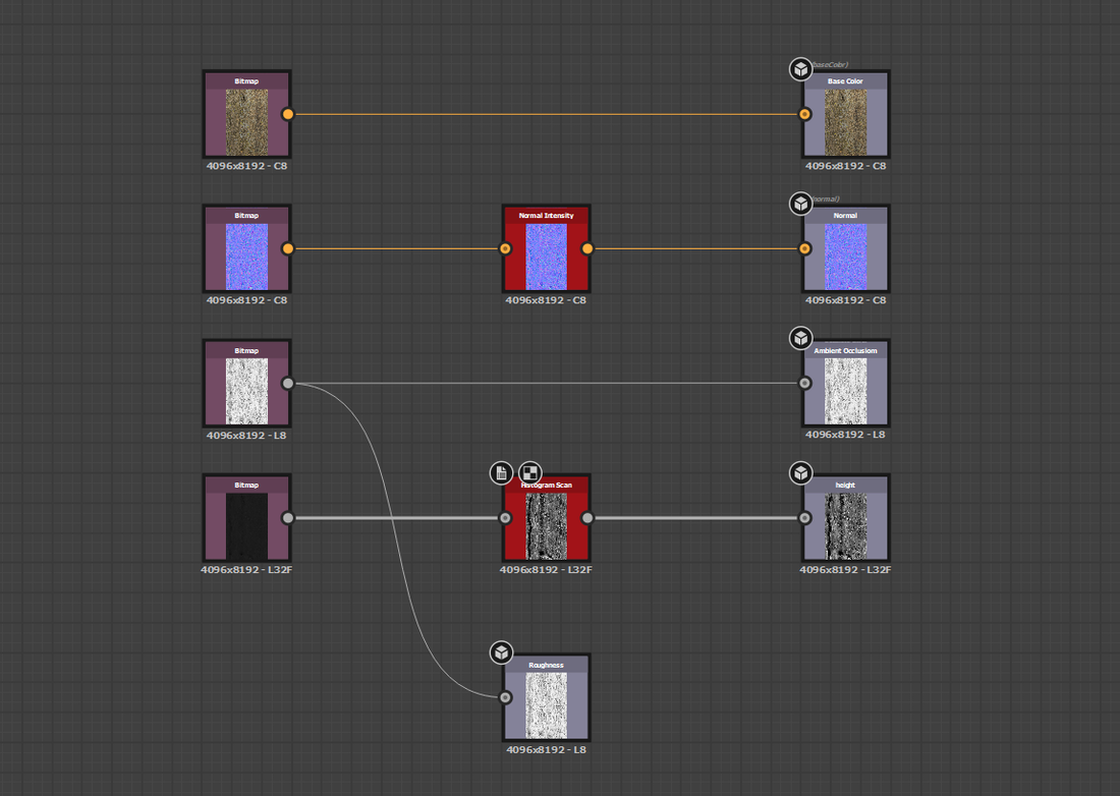 Bitmap
(baseColor)
Base Color
4096x8192 - C8
4096x8192 - C8
Bitmap
Normal Intensity
(normal)
Normal
4096x8192 - C8
4096x8192 - C8
4096x8192 - C8
Bitmap
Ambient Occlusiom
4096x8192 - L8
4096x8192 - L8
Bitmap
Histogram Scan
height
4096x8192 - L32F
4096x8192 - L32F
4096x8192 - L32F
Roughness
4096x8192 - L8